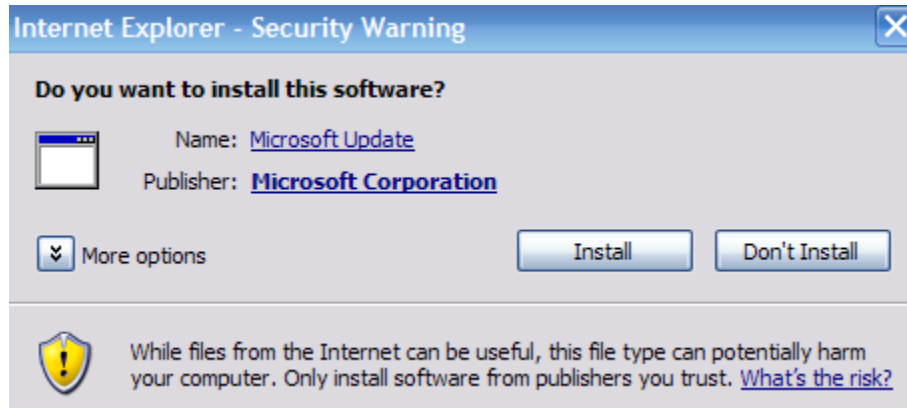 Internet Explorer - Security Warning
Do you want to install this software?
Name: Microsoft Update
Publisher: Microsoft Corporation
More options Install Don't Install
While files from the Internet can be useful, this file type can potentially harm
your computer. Only install software from publishers you trust. What's the risk?